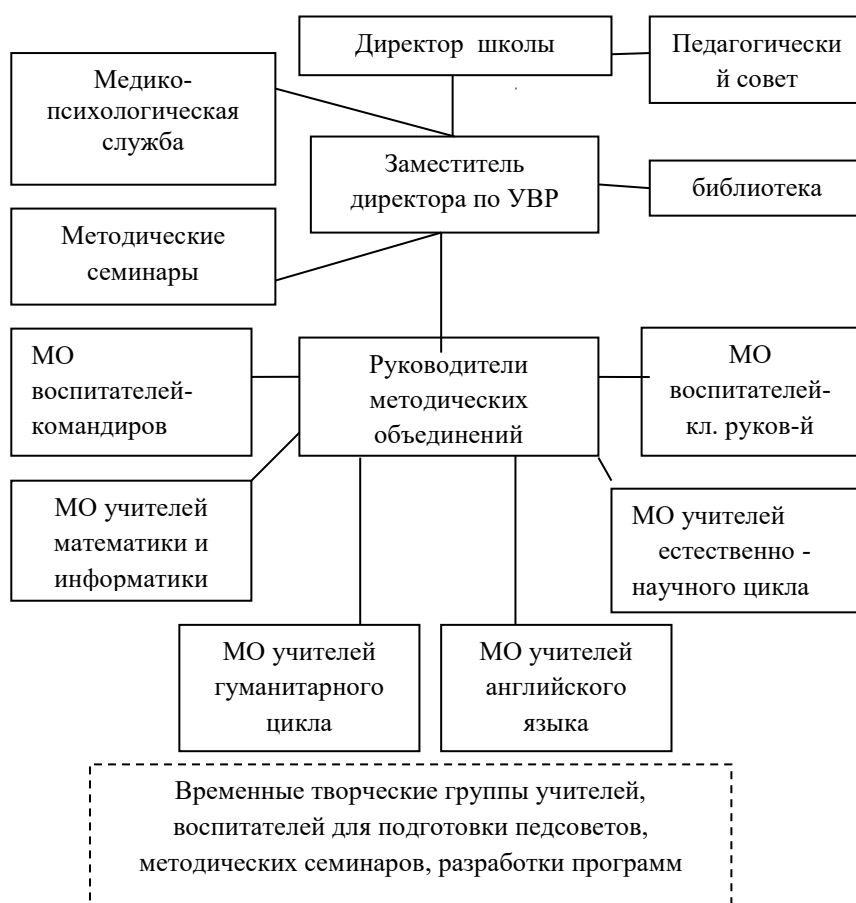 Директор школы
Педагогически
й совет
Медико-
психологическая
служба
Заместитель
директора по УВР
библиотека
Методические
семинары
МО
воспитателей-
командиров
Руководители
методических
объединений
МО
воспитателей-
кл. руков-й
МО учителей
математики и
информатики
МО учителей
естественно -
научного цикла
МО учителей
гуманитарного
цикла
МО учителей
английского
языка
Временные творческие группы учителей,
воспитателей для подготовки педсоветов,
методических семинаров, разработки программ